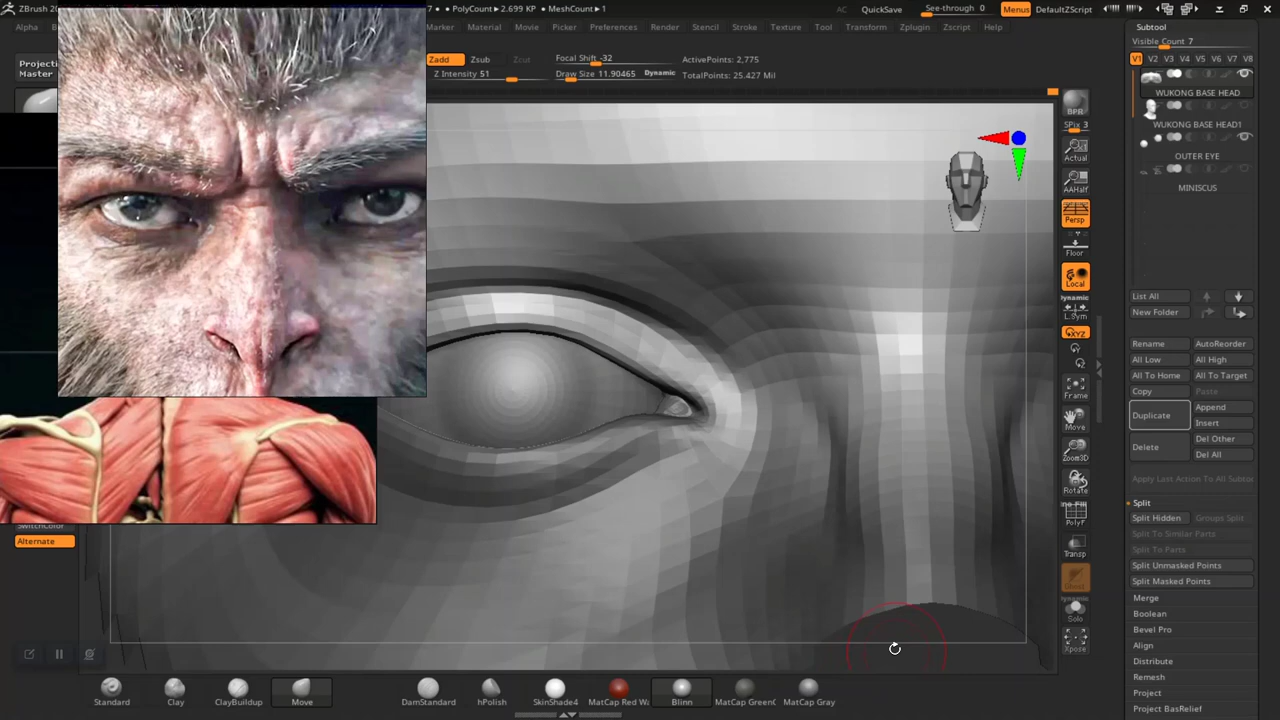 ZBrush 20
7 • PolyCount▸2.699 KP • MeshCount▸1
AC QuickSave See-through 0 Menus DefaultZScript
Alpha Marker Material Movie Picker Preferences Render Stencil Stroke Texture Tool Transform Zplugin Zscript Help
Projecti
Master
Zadd Zsub Zcut
Z Intensity 51
Focal Shift -32
Draw Size 11.90465 Dynamic
ActivePoints: 2,775
TotalPoints: 25.427 Mil
SwitchColor
Alternate
BPR
SPix 3
Actual
AAHalf
Persp
Floor
Local
Dynamic
L.Sym
XYZ
Frame
Move
Zoom3D
Rotate
PolyF
Transp
Ghost
Dynamic
Solo
Xpose
Subtool
Visible Count 7
V1 V2 V3 V4 V5 V6 V7 V8
WUKONG BASE HEAD
WUKONG BASE HEAD1
OUTER EYE
MINISCUS
List All
New Folder
Rename AutoReorder
All Low All High
All To Home All To Target
Copy Paste
Duplicate Append
Insert
Delete Del Other
Del All
Apply Last Action To All Subtoo
Split
Split Hidden Groups Split
Split To Similar Parts
Split To Parts
Split Unmasked Points
Split Masked Points
Merge
Boolean
Bevel Pro
Align
Distribute
Remesh
Project
Project BasRelief
Standard Clay ClayBuildup Move DamStandard hPolish SkinShade4 MatCap Red Wa Blinn MatCap GreenC MatCap Gray